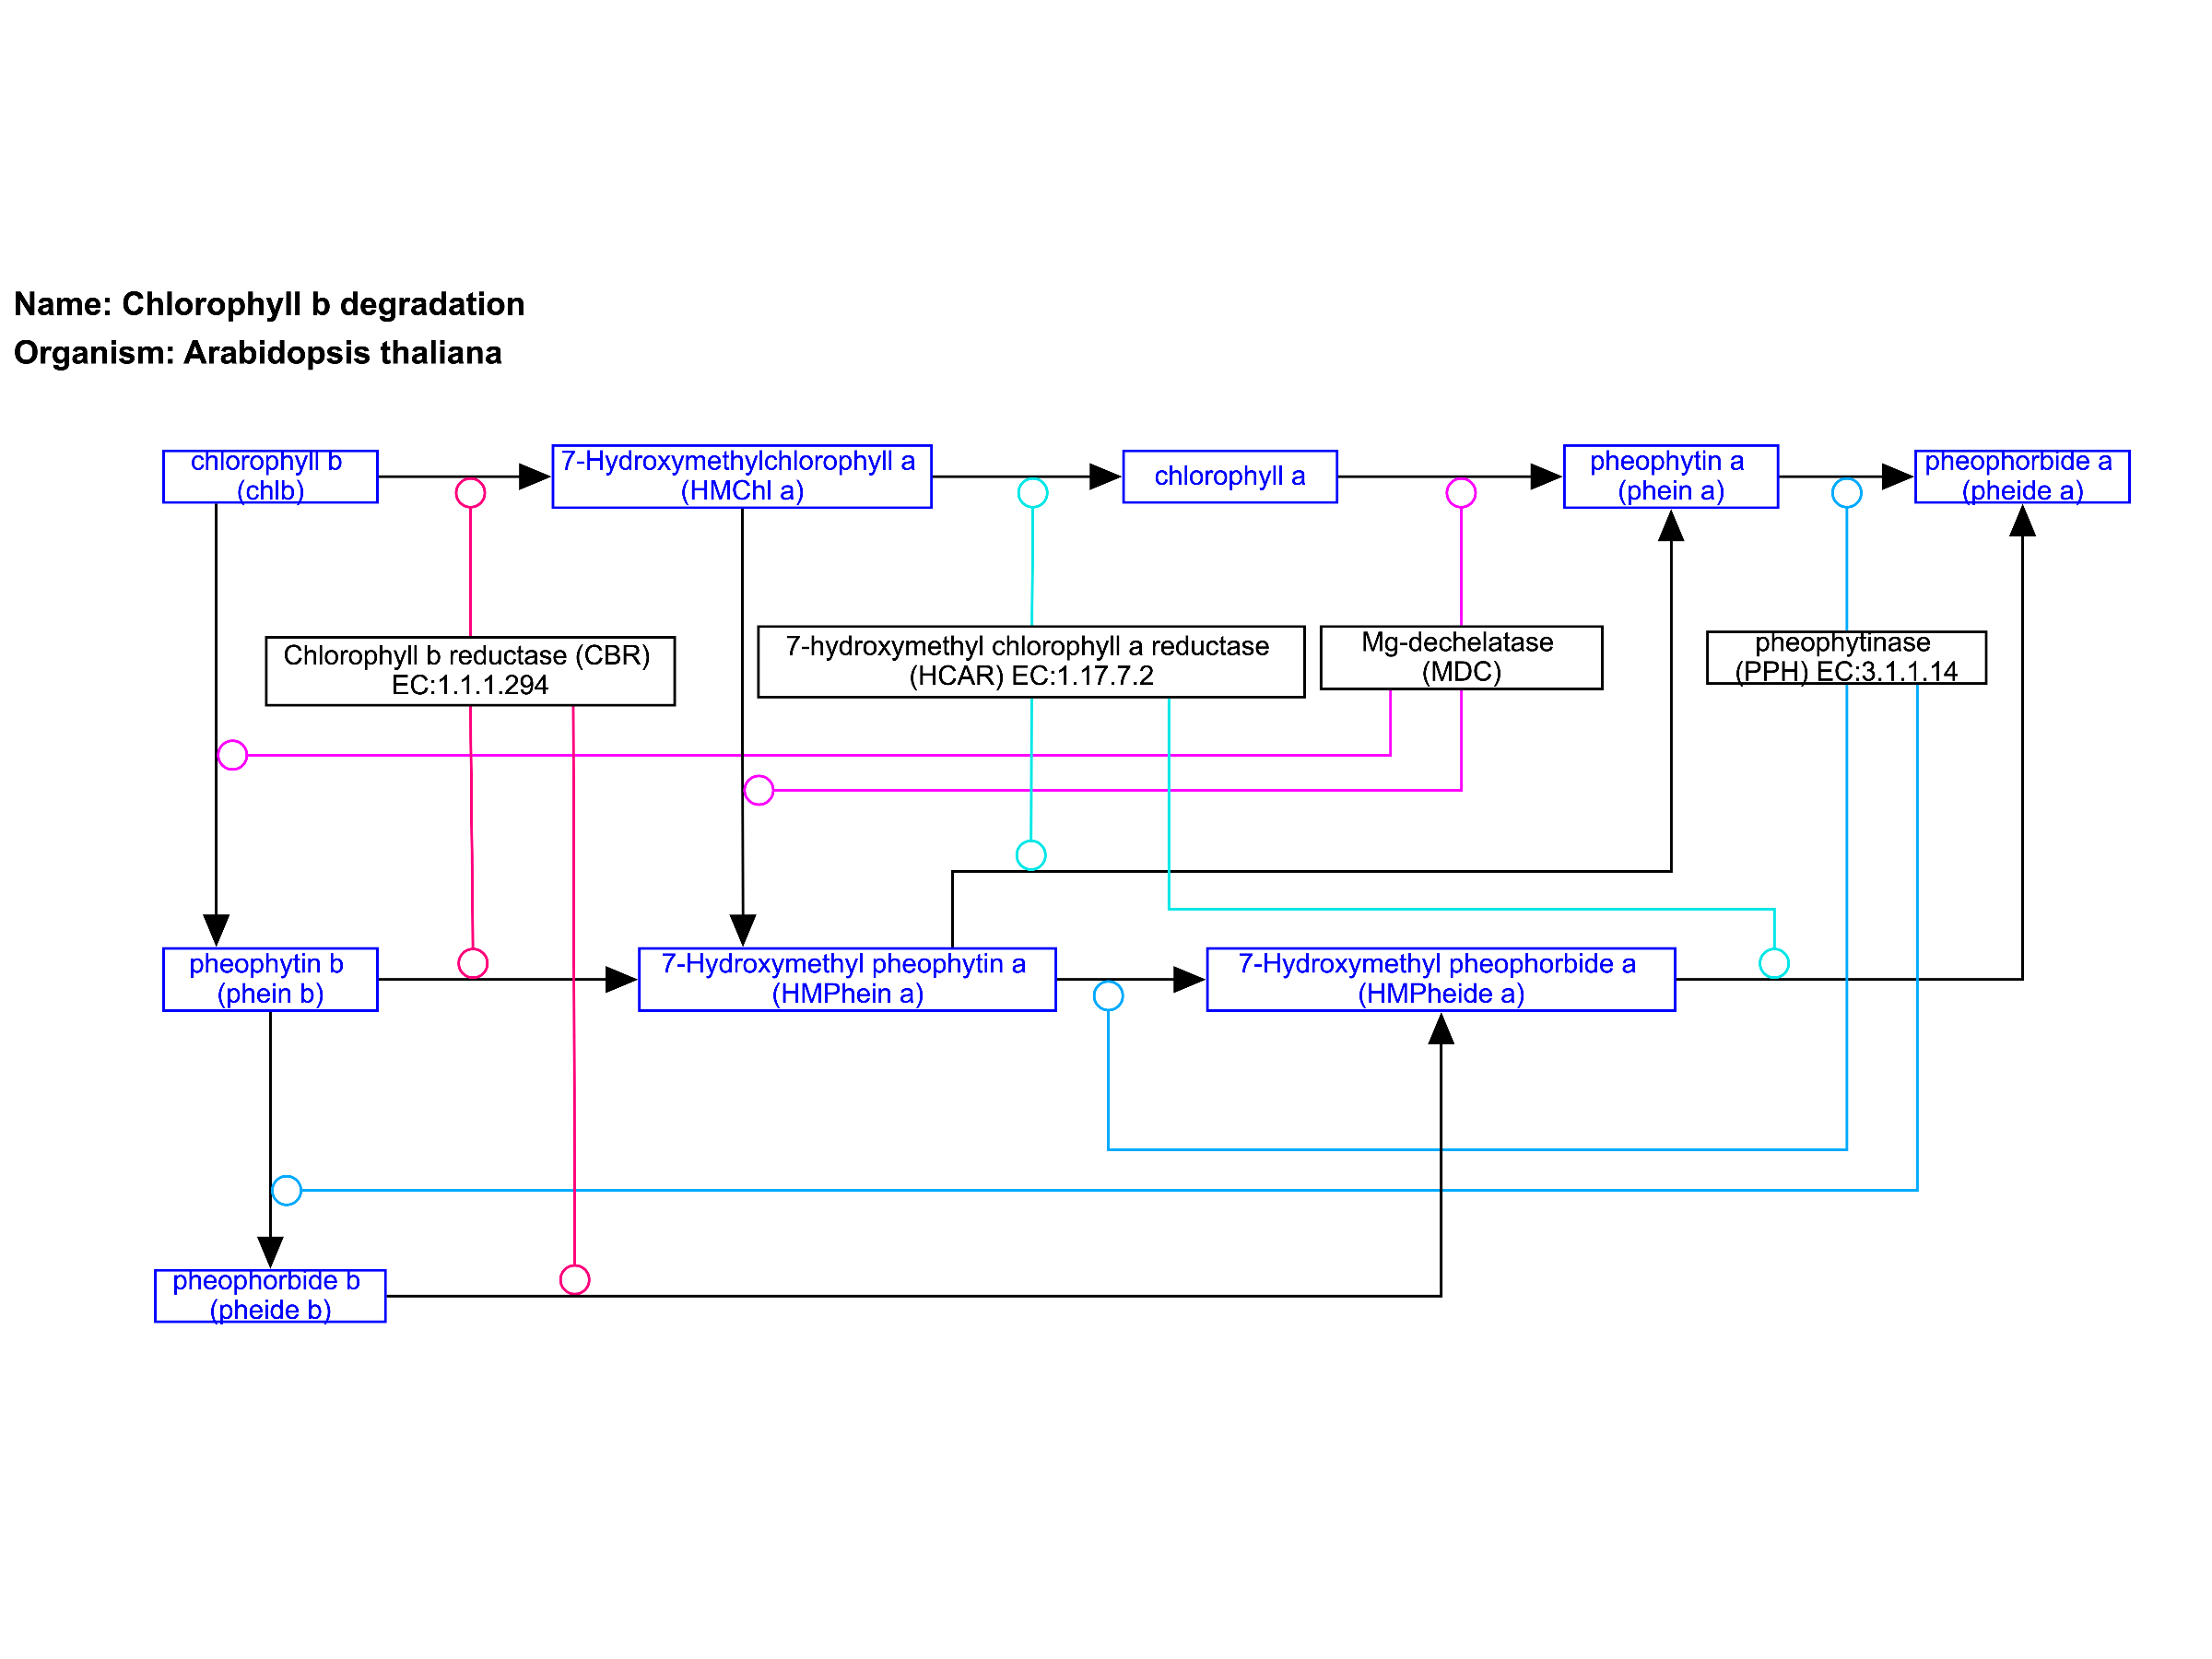 Name: Chlorophyll b degradation
Organism: Arabidopsis thaliana
chlorophyll b
(chlb)
7-Hydroxymethylchlorophyll a
(HMChl a)
chlorophyll a
pheophytin a
(phein a)
pheophorbide a
(pheide a)
Chlorophyll b reductase (CBR)
EC:1.1.1.294
7-hydroxymethyl chlorophyll a reductase
(HCAR) EC:1.17.7.2
Mg-dechelatase
(MDC)
pheophytinase
(PPH) EC:3.1.1.14
pheophytin b
(phein b)
7-Hydroxymethyl pheophytin a
(HMPhein a)
7-Hydroxymethyl pheophorbide a
(HMPheide a)
pheophorbide b
(pheide b)